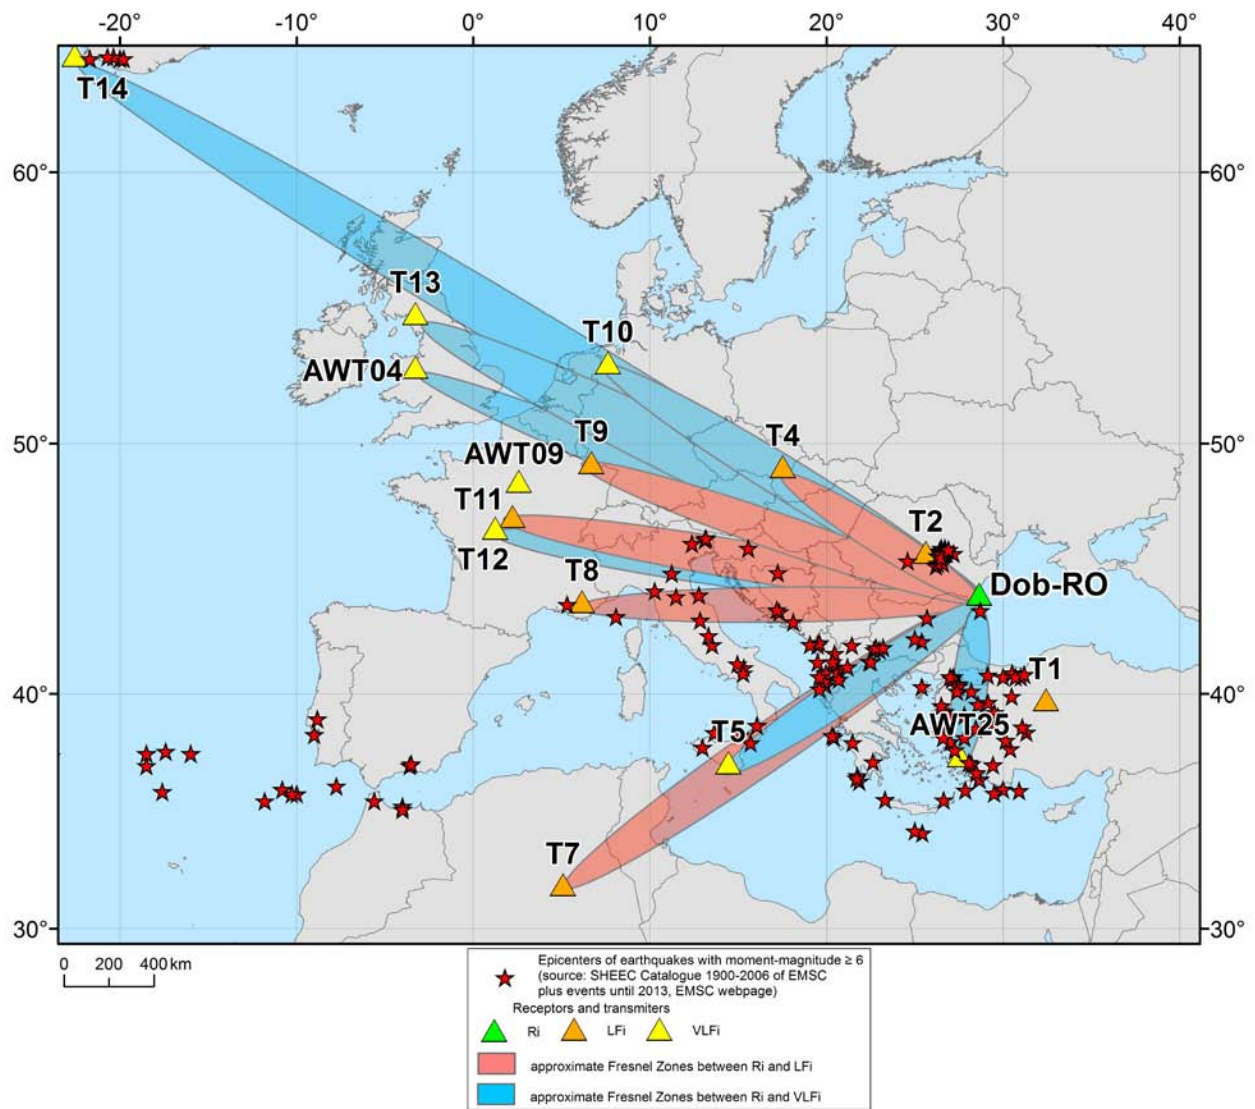 -20° -10° 0° 10° 20° 30° 40°
T14
60° 60°
T13
T10
AWT04
50° T9 T4 50°
AWT09
T11
T2
T12
T8
Dob-RO
40° T1 40°
T5 AWT25
T7
30° 30°
0 200 400 km
Epicenters of earthquakes with moment-magnitude ≥ 6
(source: SHEEC Catalogue 1900-2006 of EMSC
plus events until 2013, EMSC webpage)
Receptors and transmiters
Ri LFi VLFi
approximate Fresnel Zones between Ri and LFi
approximate Fresnel Zones between Ri and VLFi